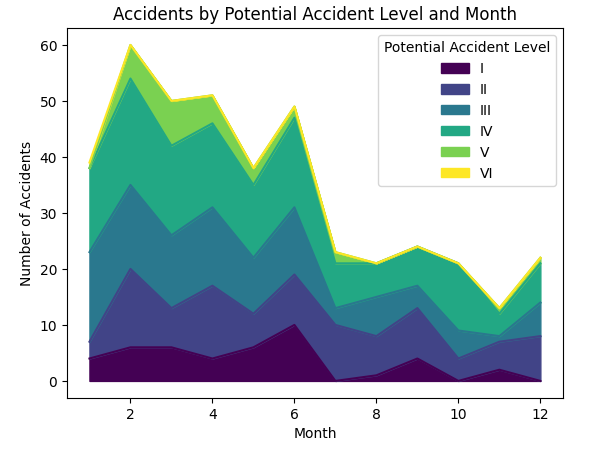 Accidents by Potential Accident Level and Month
Number of Accidents
60
50
40
30
20
10
0
Potential Accident Level
I
II
III
IV
V
VI
2 4 6 8 10 12
Month